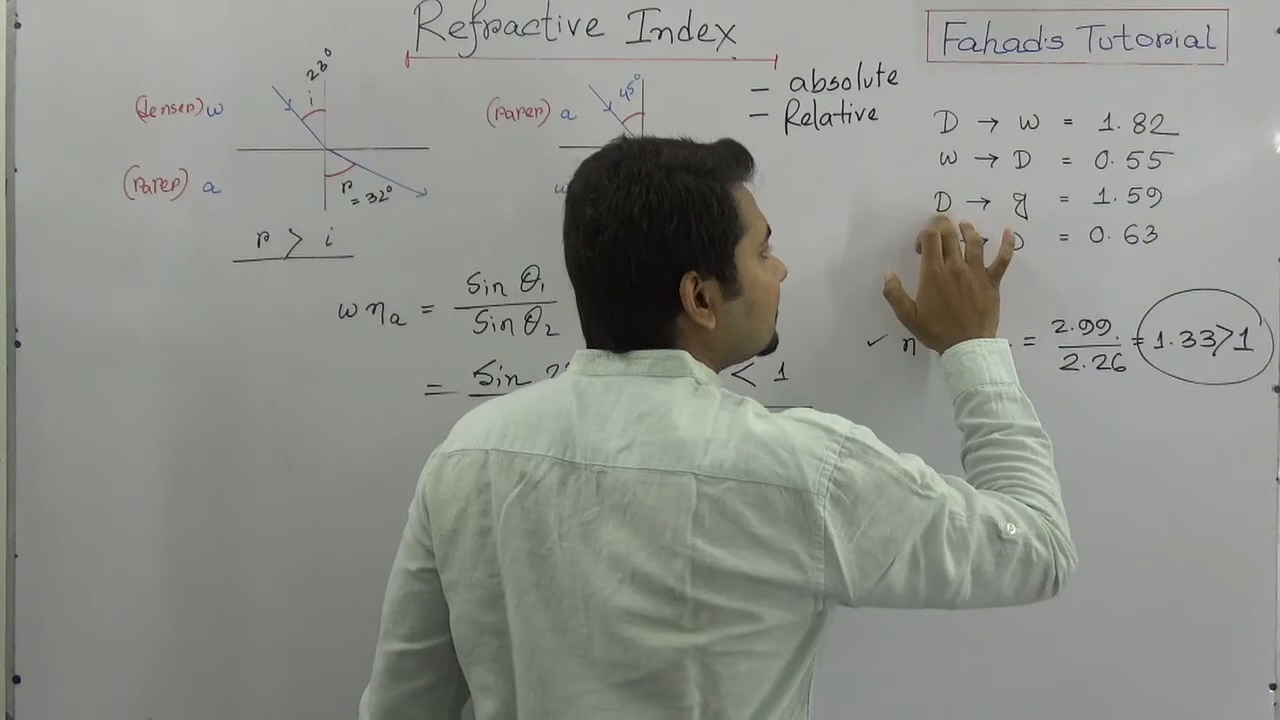 Refractive Index
Fahad's Tutorial
- absolute
- Relative
23°
i
(denser) w
(rarer) a
r
= 32°
r > i
45°
(rarer) a
w
wηa = Sin θ1 / Sin θ2
= Sin < 1
D → w = 1.82
w → D = 0.55
D → g = 1.59
→ D = 0.63
✓ η = 2.99 / 2.26 = 1.33 > 1